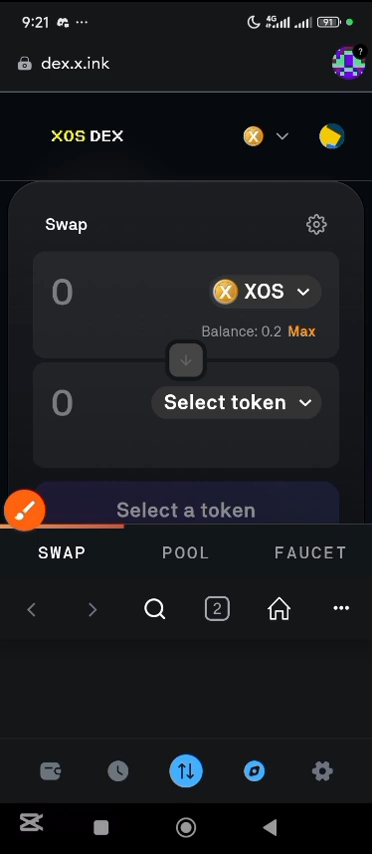 9:21 ···
4G 91
dex.x.ink
?
XOS DEX
Swap
0 XOS
Balance: 0.2 Max
0 Select token
Select a token
SWAP POOL FAUCET
2